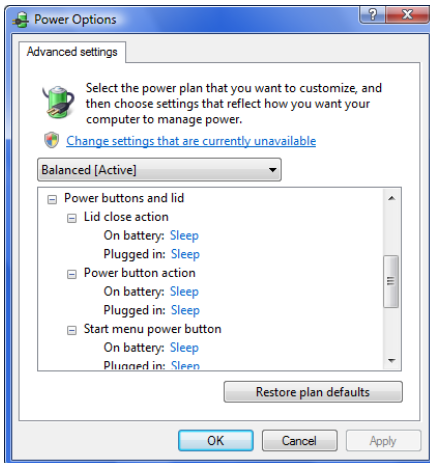 Power Options
Advanced settings
Select the power plan that you want to customize, and
then choose settings that reflect how you want your
computer to manage power.
Change settings that are currently unavailable
Balanced [Active]
Power buttons and lid
Lid close action
On battery: Sleep
Plugged in: Sleep
Power button action
On battery: Sleep
Plugged in: Sleep
Start menu power button
On battery: Sleep
Plugged in: Sleep
Restore plan defaults
OK Cancel Apply